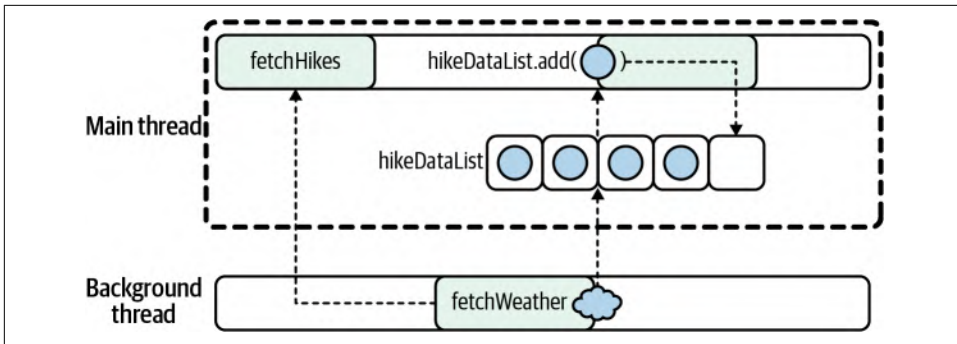 fetchHikes
hikeDataList.add( )
Main thread
hikeDataList
Background
thread
fetchWeather